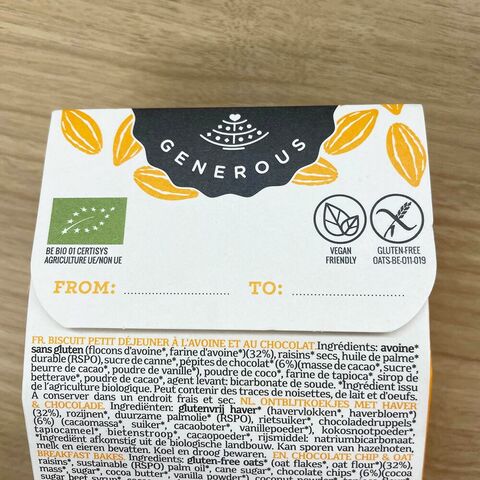 GENEROUS
BE BIO 01 CERTISYS
AGRICULTURE UE/NON UE
VEGAN
FRIENDLY
GLUTEN-FREE
OATS-BE-011-019
FROM: ........................ TO: ........................
FR. BISCUIT PETIT DÉJEUNER À L'AVOINE ET AU CHOCOLAT. Ingrédients: avoine*
sans gluten (flocons d'avoine*, farine d'avoine*)(32%), raisins* secs, huile de palme*
durable (RSPO), sucre de canne*, pépites de chocolat* (6%)(masse de cacao*, sucre*,
beurre de cacao*, poudre de vanille*), poudre de coco*, farine de tapioca*, sirop de
betterave*, poudre de cacao*, agent levant: bicarbonate de soude. *Ingrédient issu
de l'agriculture biologique. Peut contenir des traces de noisettes, de lait et d'oeufs.
A conserver dans un endroit frais et sec. NL. ONTBIJTKOEKJES MET HAVER
& CHOCOLADE. Ingrediënten: glutenvrij haver* (havervlokken*, haverbloem*)
(32%), rozijnen*, duurzame palmolie* (RSPO), rietsuiker*, chocoladedruppels*
(6%) (cacaomassa*, suiker*, cacaoboter*, vanillepoeder*), kokosnootpoeder*,
tapiocameel*, bietenstroop*, cacaopoeder*, rijsmiddel: natriumbicarbonaat.
*Ingrediënt afkomstig uit de biologische landbouw. Kan sporen van hazelnoten,
melk en eieren bevatten. Koel en droog bewaren. EN. CHOCOLATE CHIP & OAT
BREAKFAST BAKES. Ingredients: gluten-free oats* (oat flakes*, oat flour*)(32%),
raisins*, sustainable (RSPO) palm oil*, cane sugar*, chocolate chips* (6%)(cocoa
mass*, sugar*, cocoa butter*, vanilla powder*), coconut powder*, tapioca
sugar beet syrup*, cocoa